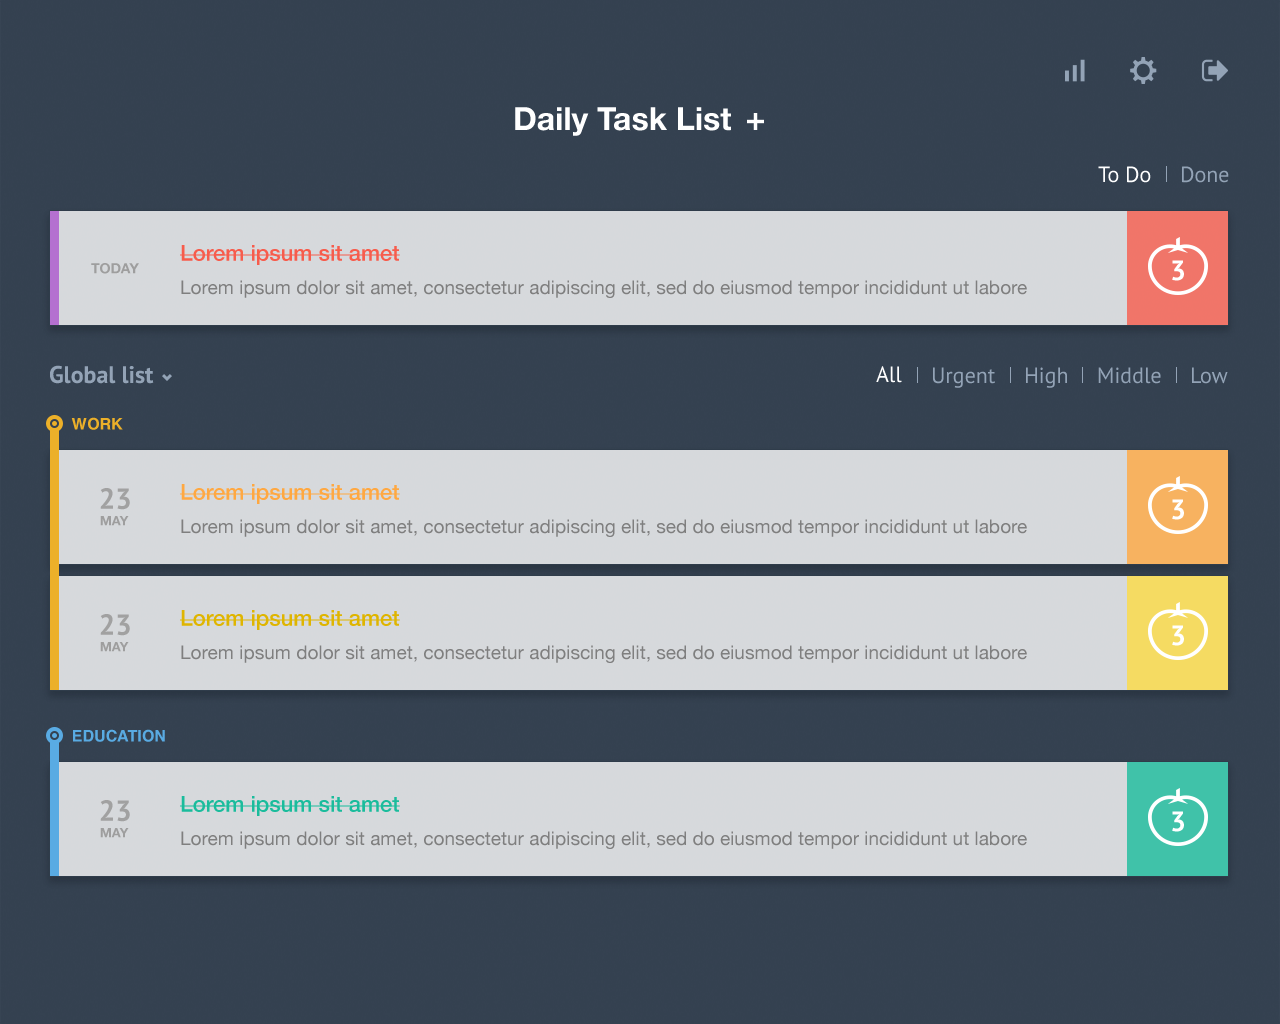 Daily Task List +
To Do | Done
TODAY
Lorem ipsum sit amet
Lorem ipsum dolor sit amet, consectetur adipiscing elit, sed do eiusmod tempor incididunt ut labore
3
Global list
All | Urgent | High | Middle | Low
WORK
23
MAY
Lorem ipsum sit amet
Lorem ipsum dolor sit amet, consectetur adipiscing elit, sed do eiusmod tempor incididunt ut labore
3
23
MAY
Lorem ipsum sit amet
Lorem ipsum dolor sit amet, consectetur adipiscing elit, sed do eiusmod tempor incididunt ut labore
3
EDUCATION
23
MAY
Lorem ipsum sit amet
Lorem ipsum dolor sit amet, consectetur adipiscing elit, sed do eiusmod tempor incididunt ut labore
3